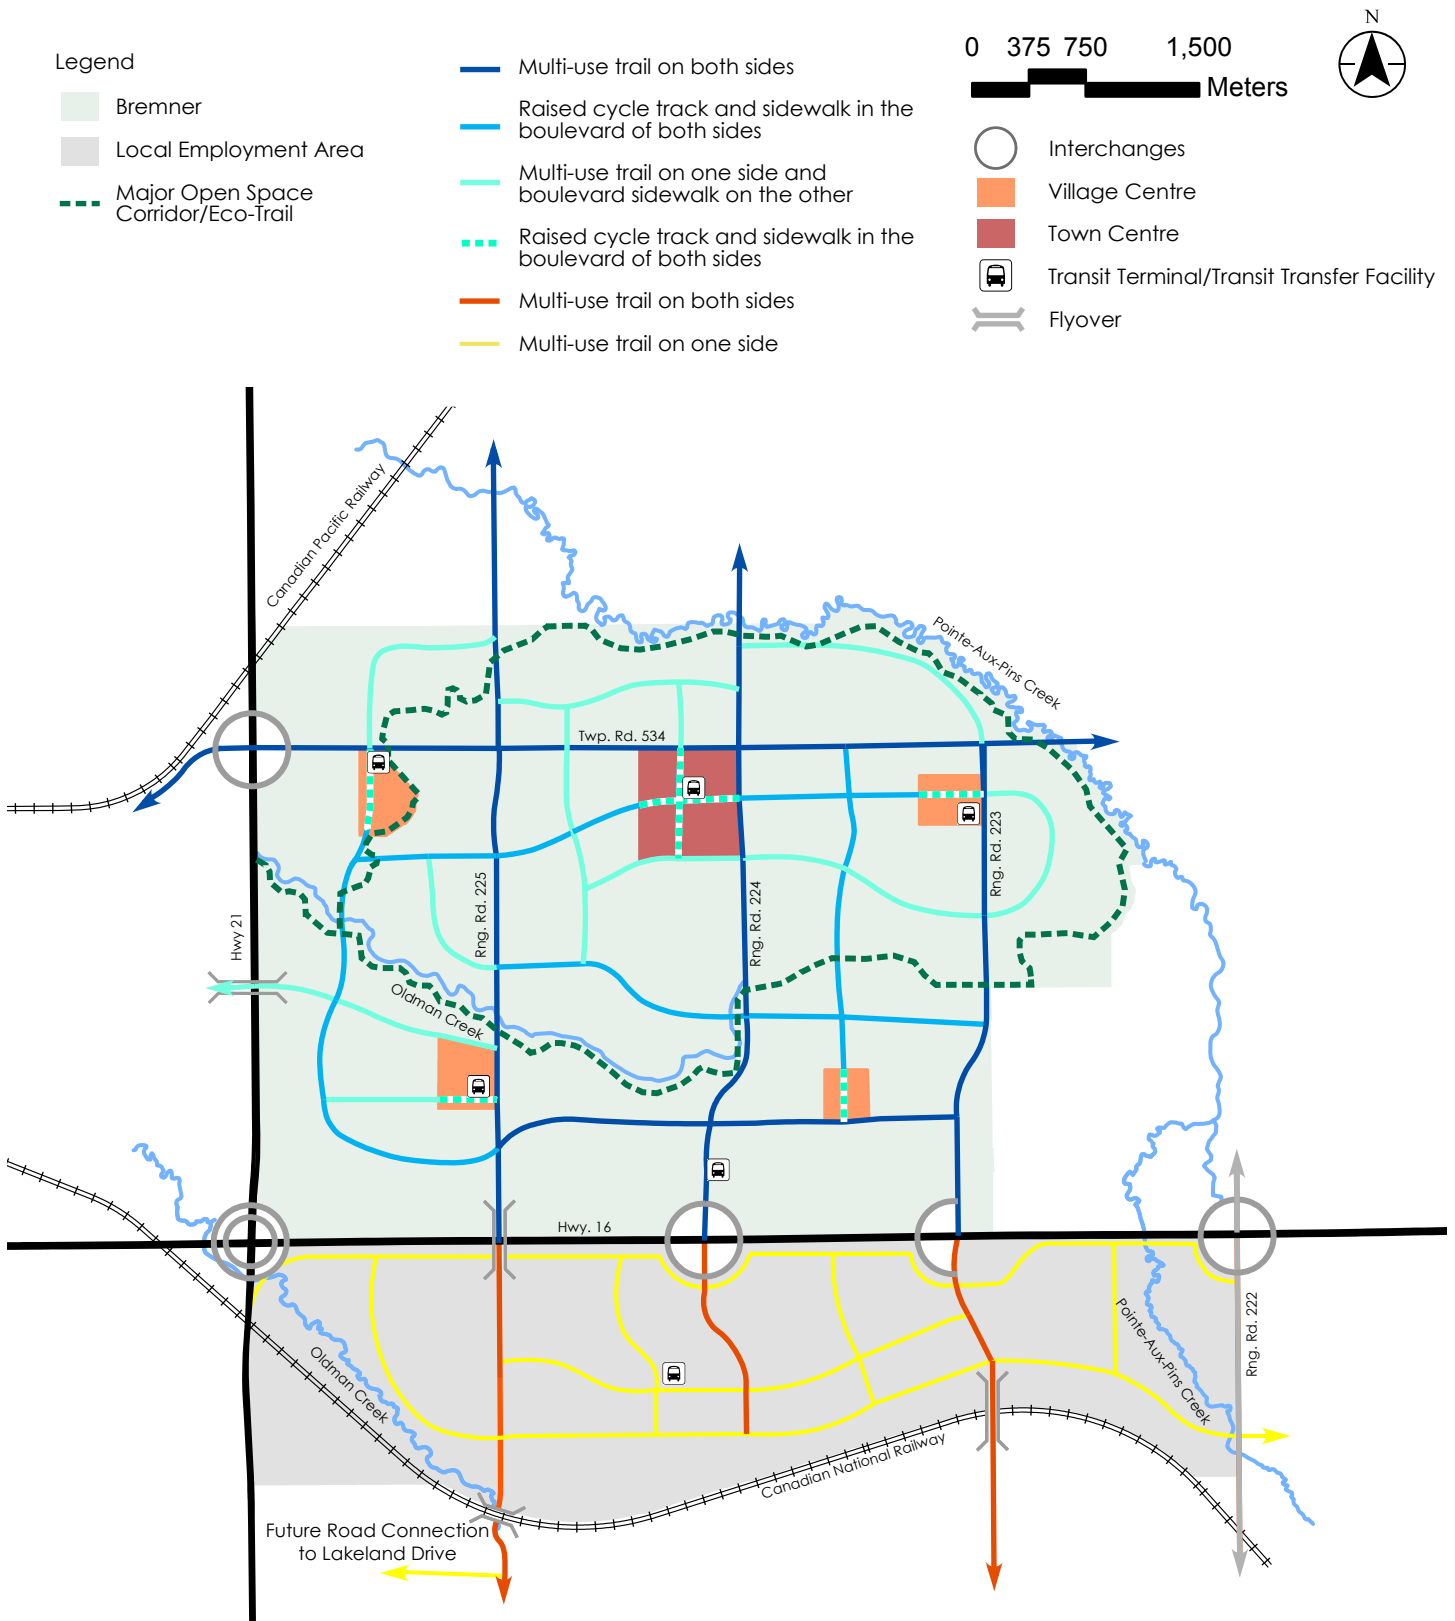 Legend
Bremner
Local Employment Area
Major Open Space
Corridor/Eco-Trail
Multi-use trail on both sides
Raised cycle track and sidewalk in the
boulevard of both sides
Multi-use trail on one side and
boulevard sidewalk on the other
Raised cycle track and sidewalk in the
boulevard of both sides
Multi-use trail on both sides
Multi-use trail on one side
0 375 750 1,500
Meters
N
Interchanges
Village Centre
Town Centre
Transit Terminal/Transit Transfer Facility
Flyover
Canadian Pacific Railway
Pointe-Aux-Pins Creek
Twp. Rd. 534
Rng. Rd. 223
Rng. Rd. 225
Rng. Rd. 224
Hwy 21
Oldman Creek
Hwy. 16
Oldman Creek
Pointe-Aux-Pins Creek
Rng. Rd. 222
Canadian National Railway
Future Road Connection
to Lakeland Drive